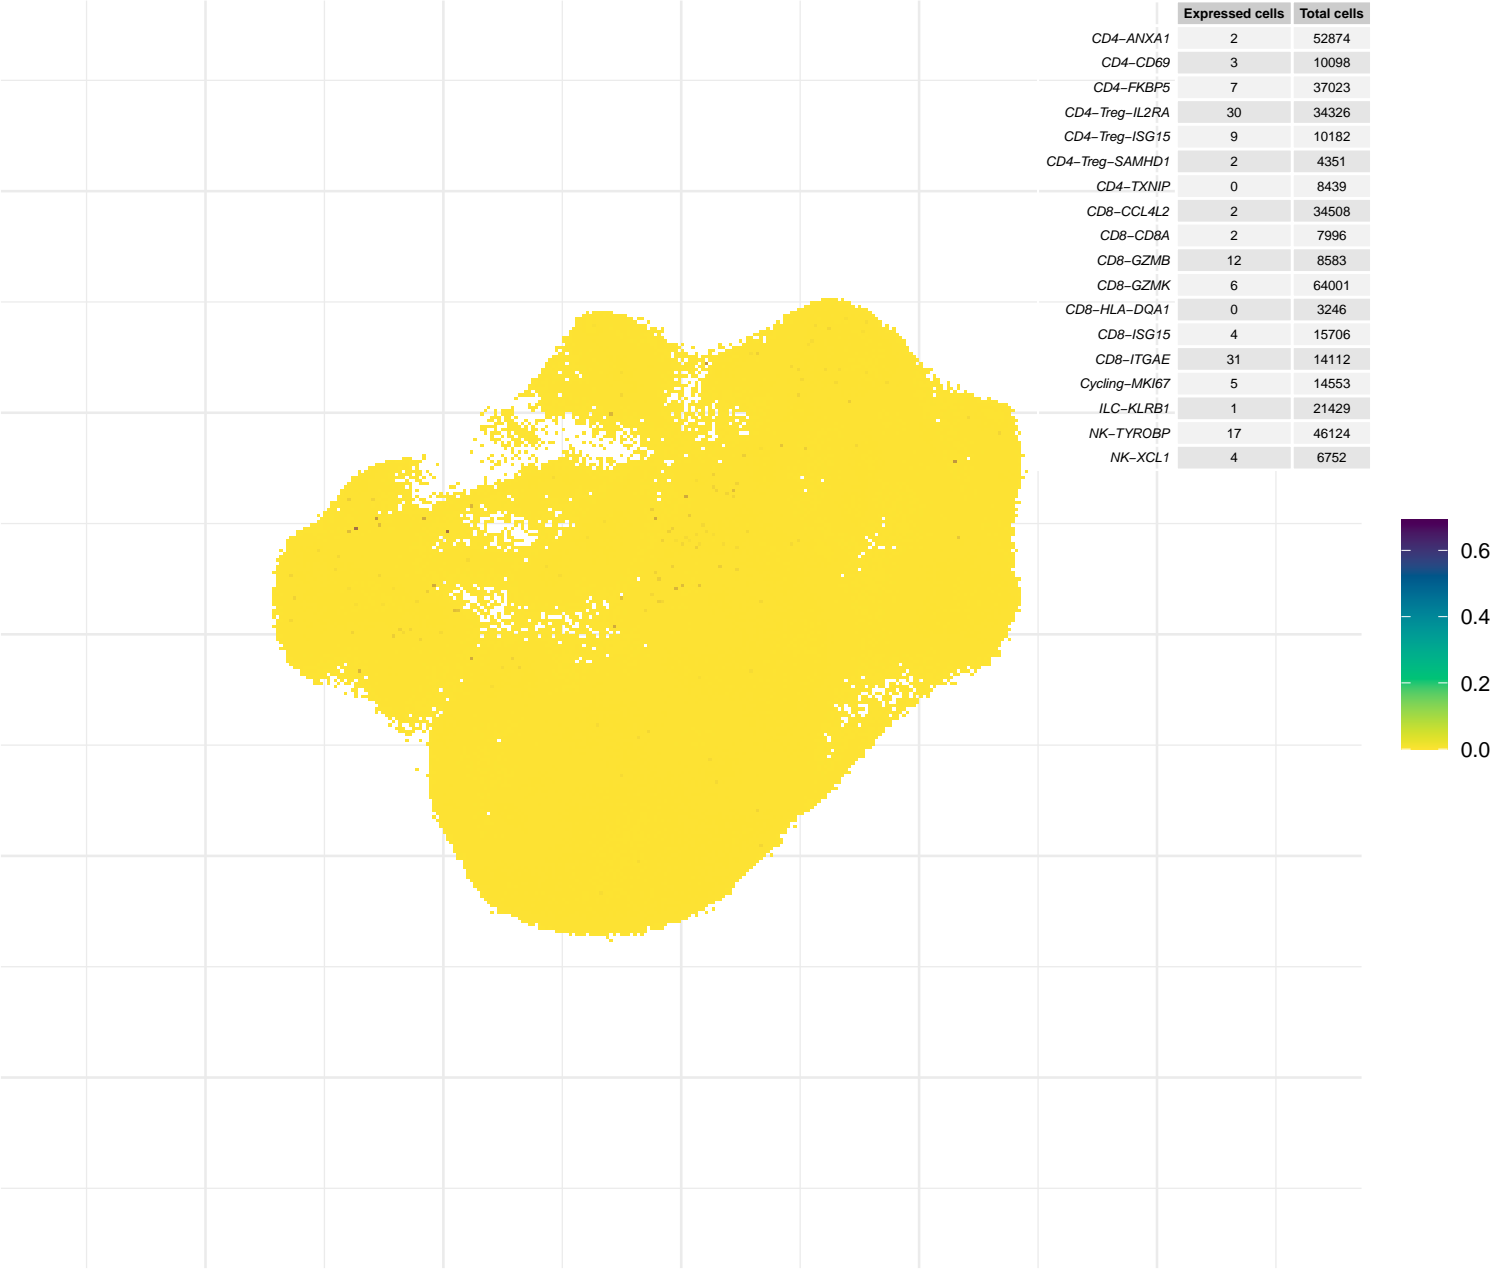 Expressed cells Total cells
CD4−ANXA1 2 52874
CD4−CD69 3 10098
CD4−FKBP5 7 37023
CD4−Treg−IL2RA 30 34326
CD4−Treg−ISG15 9 10182
CD4−Treg−SAMHD1 2 4351
CD4−TXNIP 0 8439
CD8−CCL4L2 2 34508
CD8−CD8A 2 7996
CD8−GZMB 12 8583
CD8−GZMK 6 64001
CD8−HLA−DQA1 0 3246
CD8−ISG15 4 15706
CD8−ITGAE 31 14112
Cycling−MKI67 5 14553
ILC−KLRB1 1 21429
NK−TYROBP 17 46124
NK−XCL1 4 6752
0.6
0.4
0.2
0.0